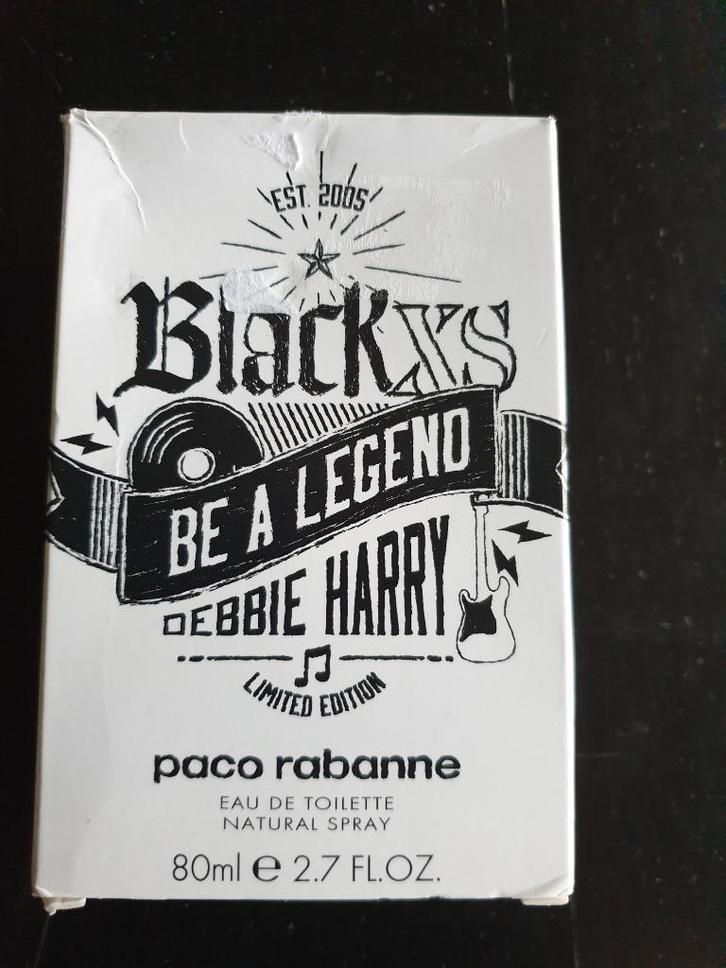 EST. 2005
Black XS
BE A LEGEND
DEBBIE HARRY
LIMITED EDITION
paco rabanne
EAU DE TOILETTE
NATURAL SPRAY
80ml e 2.7 FL.OZ.